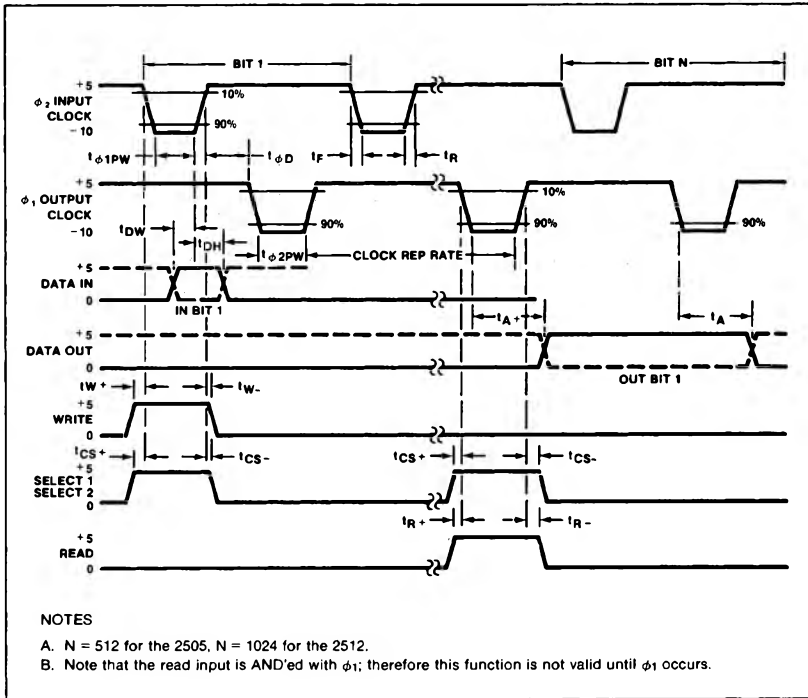 BIT 1
BIT N
+5
ϕ2 INPUT
CLOCK
-10
10%
90%
tϕ1PW
tϕD
tF
tR
+5
ϕ1 OUTPUT
CLOCK
-10
10%
90%
90%
90%
tDW
tDH
tϕ2PW
CLOCK REP RATE
+5
DATA IN
0
IN BIT 1
tA+
tA
+5
DATA OUT
0
OUT BIT 1
tW+
tW-
+5
WRITE
0
tCS+
tCS-
tCS+
tCS-
+5
SELECT 1
SELECT 2
0
tR+
tR-
+5
READ
0
NOTES
A. N = 512 for the 2505, N = 1024 for the 2512.
B. Note that the read input is AND'ed with ϕ1; therefore this function is not valid until ϕ1 occurs.